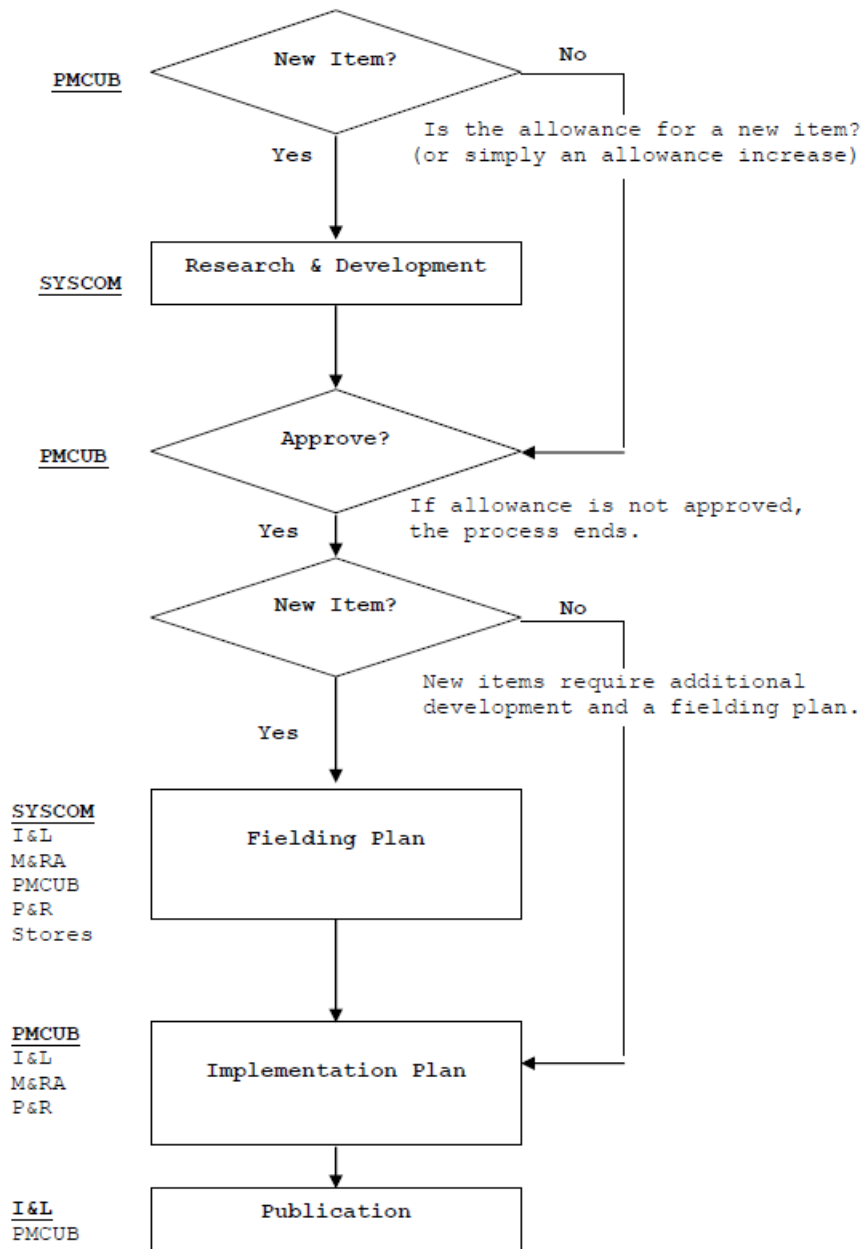 New Item?
No
PMCUB
Is the allowance for a new item?
Yes
(or simply an allowance increase)
Research & Development
SYSCOM
Approve?
PMCUB
If allowance is not approved,
Yes
the process ends.
New Item?
No
New items require additional
development and a fielding plan.
Yes
SYSCOM
I&L
Fielding Plan
M&RA
PMCUB
P&R
Stores
PMCUB
I&L
Implementation Plan
M&RA
P&R
I&L
Publication
PMCUB